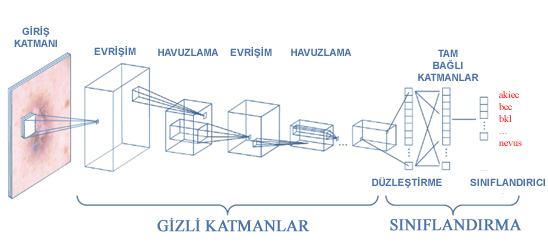 GİRİŞ
KATMANI
EVRİŞİM
HAVUZLAMA
EVRİŞİM
HAVUZLAMA
TAM
BAĞLI
KATMANLAR
akiec
bcc
bkl
...
nevus
...
DÜZLEŞTİRME
SINIFLANDIRICI
GİZLİ KATMANLAR
SINIFLANDIRMA